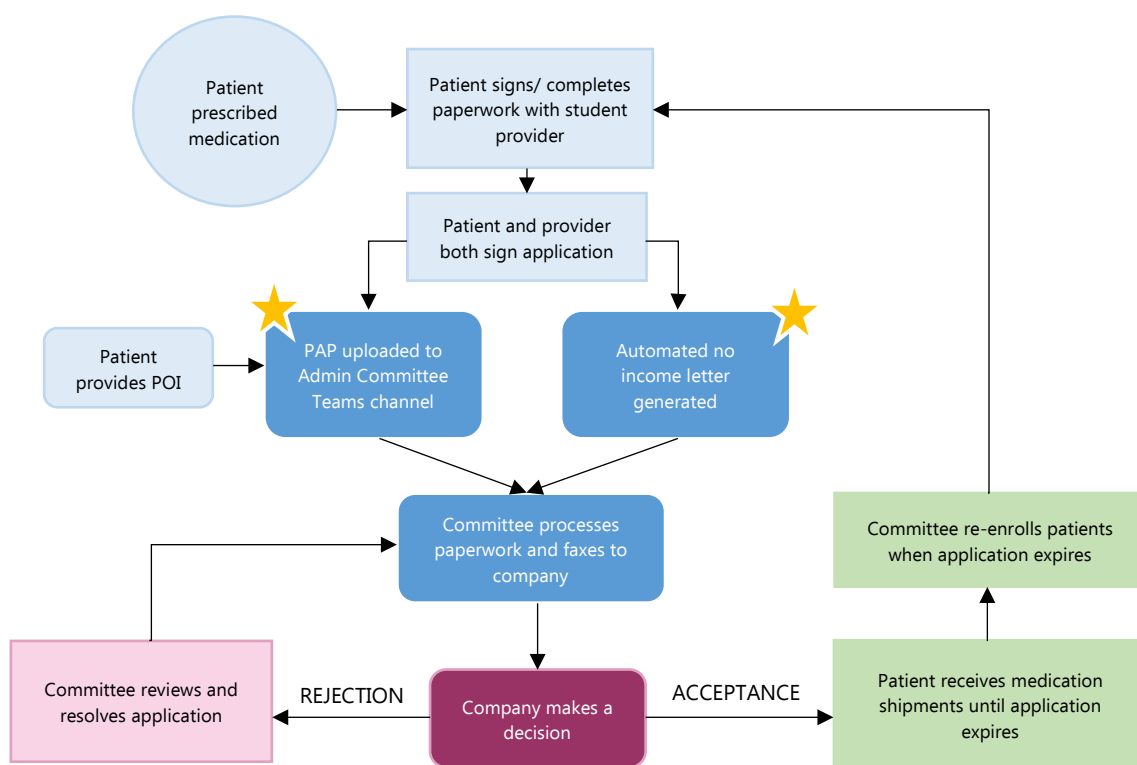 Patient
prescribed
medication
Patient signs/ completes
paperwork with student
provider
Patient and provider
both sign application
Patient
provides POI
PAP uploaded to
Admin Committee
Teams channel
Automated no
income letter
generated
Committee processes
paperwork and faxes to
company
Committee re-enrolls patients
when application expires
Committee reviews and
resolves application
REJECTION
Company makes a
decision
ACCEPTANCE
Patient receives medication
shipments until application
expires